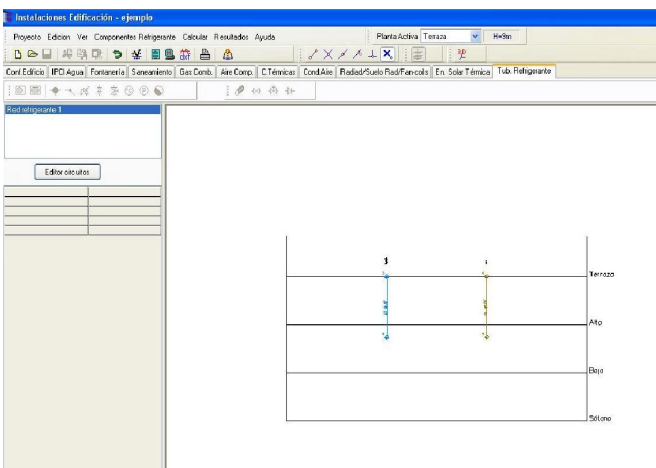 Instalaciones Edificación - ejemplo
Proyecto Edicion Ver Componentes Refrigerante Calcular Resultados Ayuda Planta Activa Terraza H=9m
Conf.Edificio IPCI Agua Fontanería Saneamiento Gas Comb. Aire Comp. C.Térmicas Cond.Aire Radiad/Suelo Rad/Fan-coils En. Solar Térmica Tub. Refrigerante
Red refrigerante 1
Editor circuitos
Terraza
Alto
Bajo
Sótano